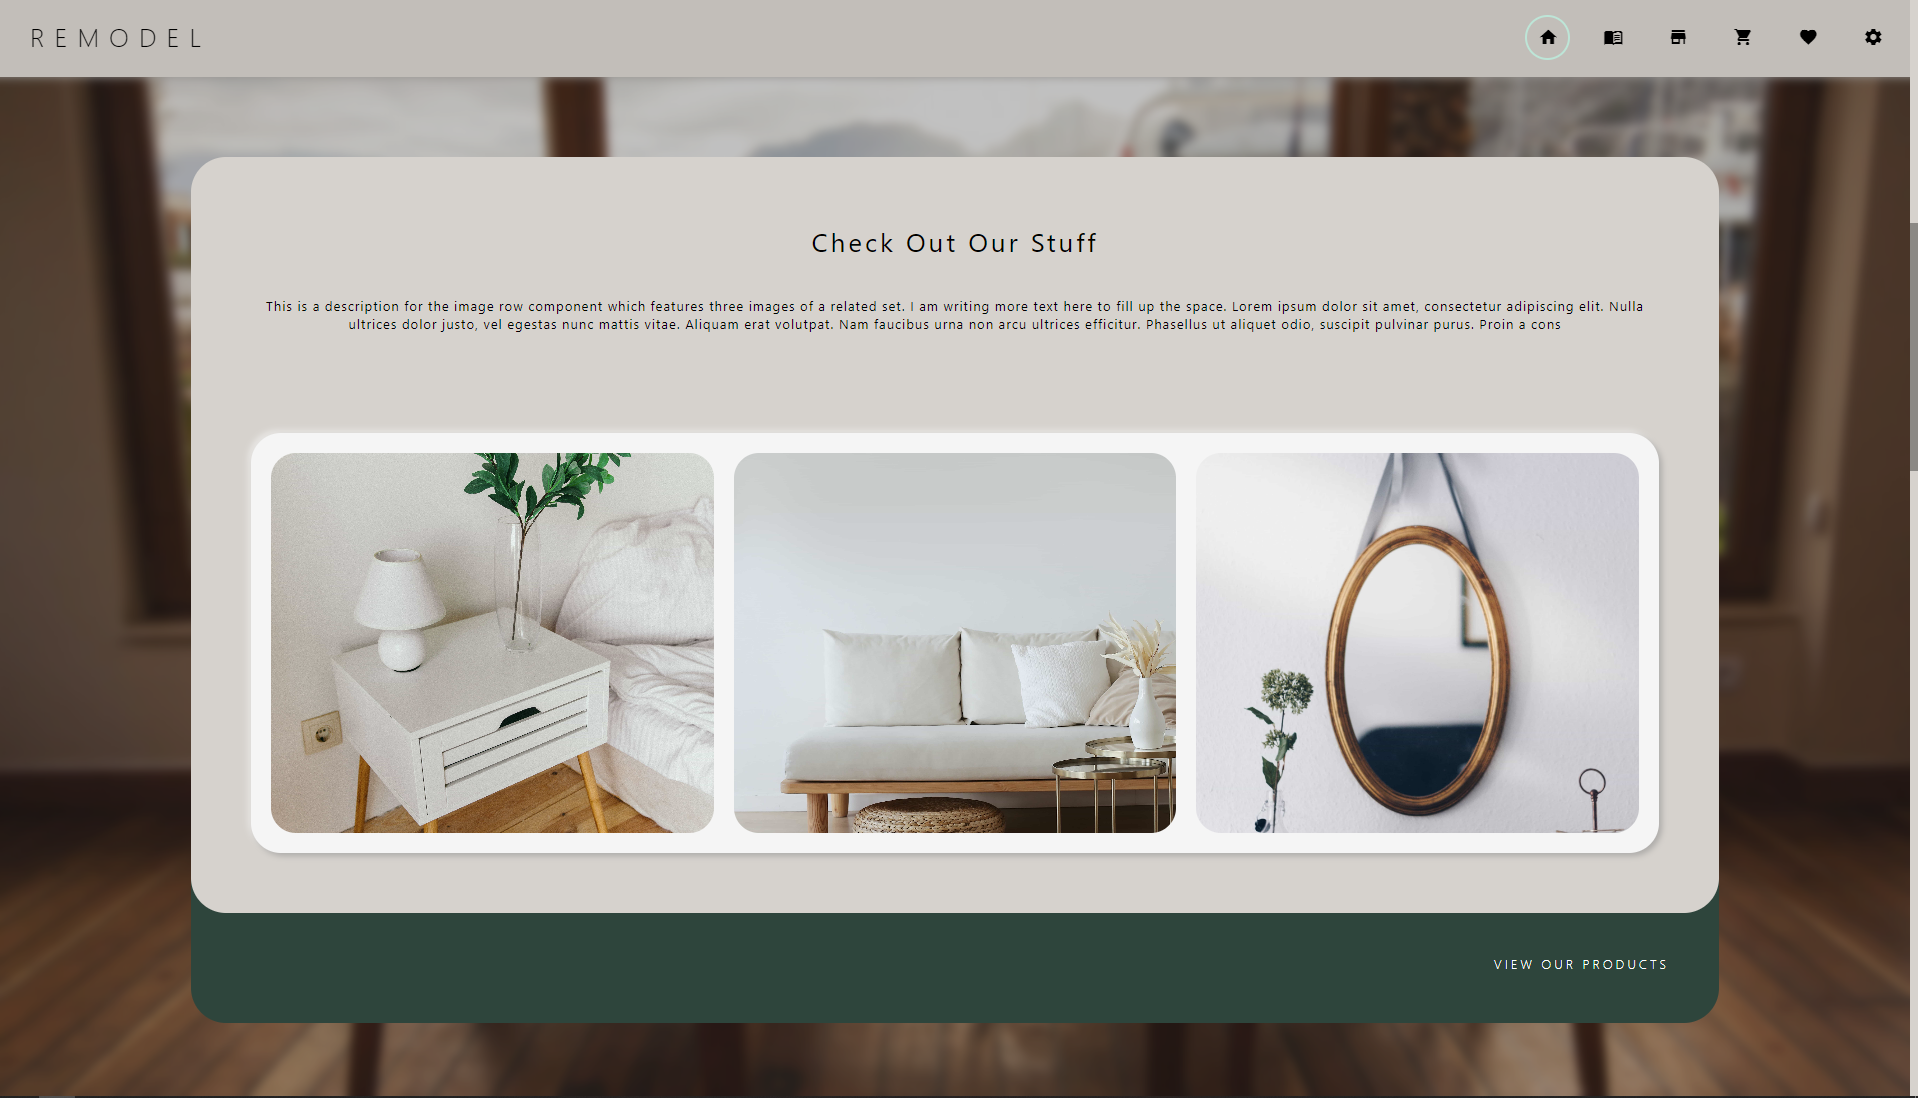 REMODEL
Check Out Our Stuff
This is a description for the image row component which features three images of a related set. I am writing more text here to fill up the space. Lorem ipsum dolor sit amet, consectetur adipiscing elit. Nulla
ultrices dolor justo, vel egestas nunc mattis vitae. Aliquam erat volutpat. Nam faucibus urna non arcu ultrices efficitur. Phasellus ut aliquet odio, suscipit pulvinar purus. Proin a cons
VIEW OUR PRODUCTS